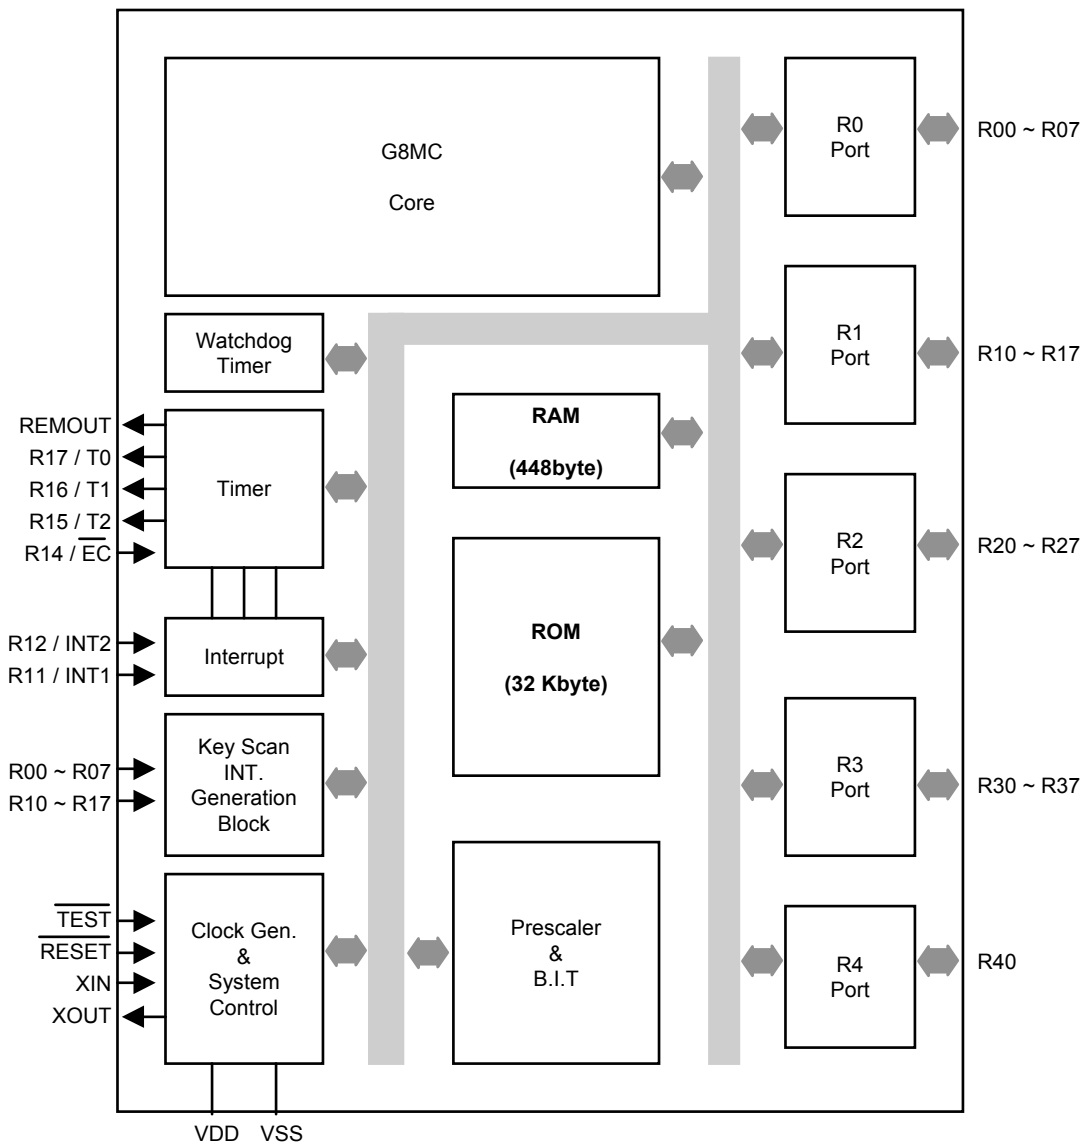 G8MC
Core
R0
Port
R00 ~ R07
Watchdog
Timer
R1
Port
R10 ~ R17
REMOUT
R17 / T0
R16 / T1
R15 / T2
R14 / E̅C̅
Timer
RAM
(448byte)
R2
Port
R20 ~ R27
R12 / INT2
R11 / INT1
Interrupt
ROM
(32 Kbyte)
R00 ~ R07
R10 ~ R17
Key Scan
INT.
Generation
Block
R3
Port
R30 ~ R37
T̅E̅S̅T̅
R̅E̅S̅E̅T̅
XIN
XOUT
Clock Gen.
&
System
Control
Prescaler
&
B.I.T
R4
Port
R40
VDD VSS